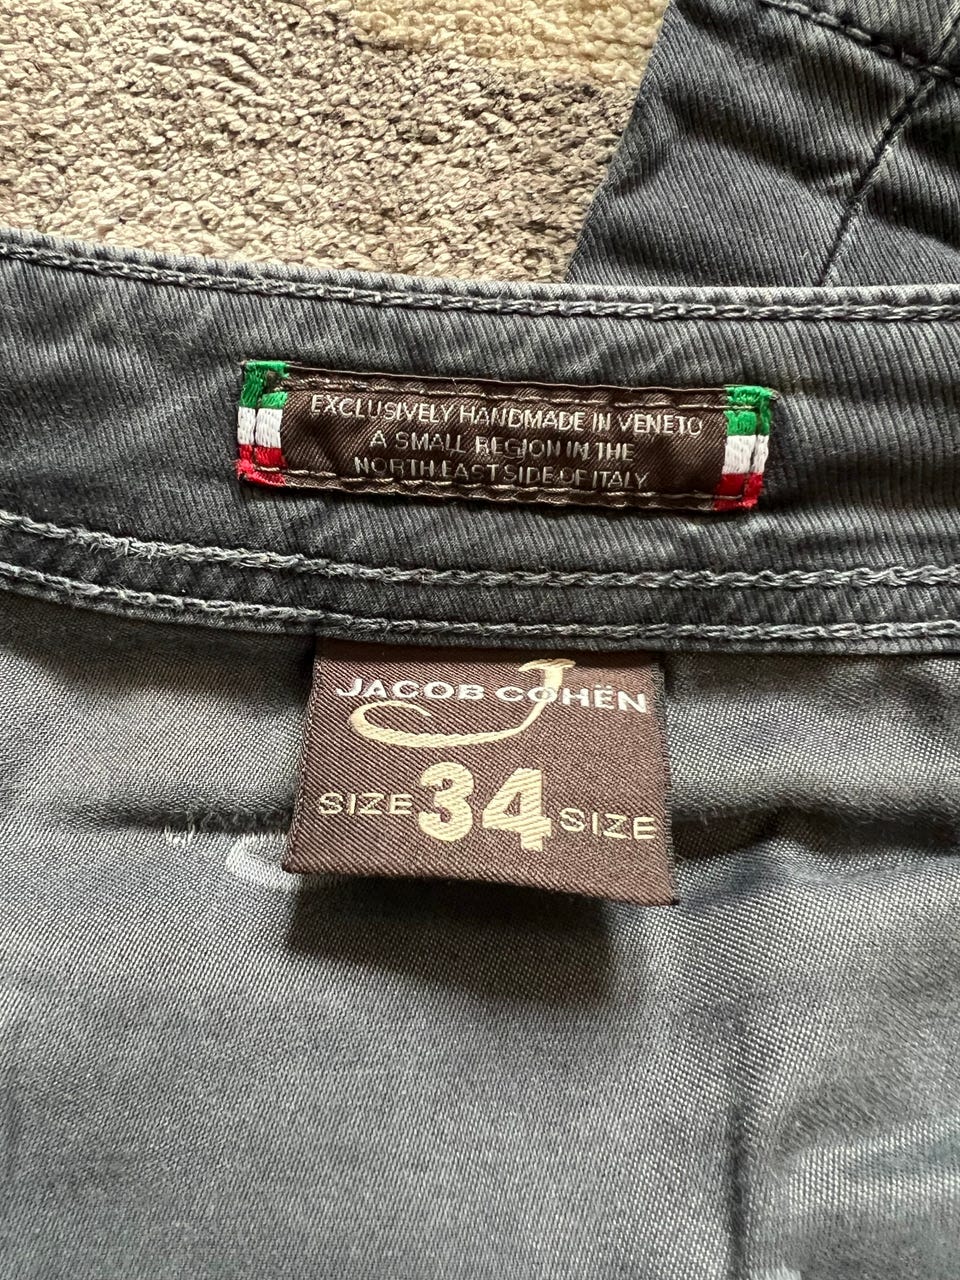 EXCLUSIVELY HANDMADE IN VENETO
A SMALL REGION IN THE
NORTH EAST SIDE OF ITALY
JACOB COHËN
J
SIZE 34 SIZE